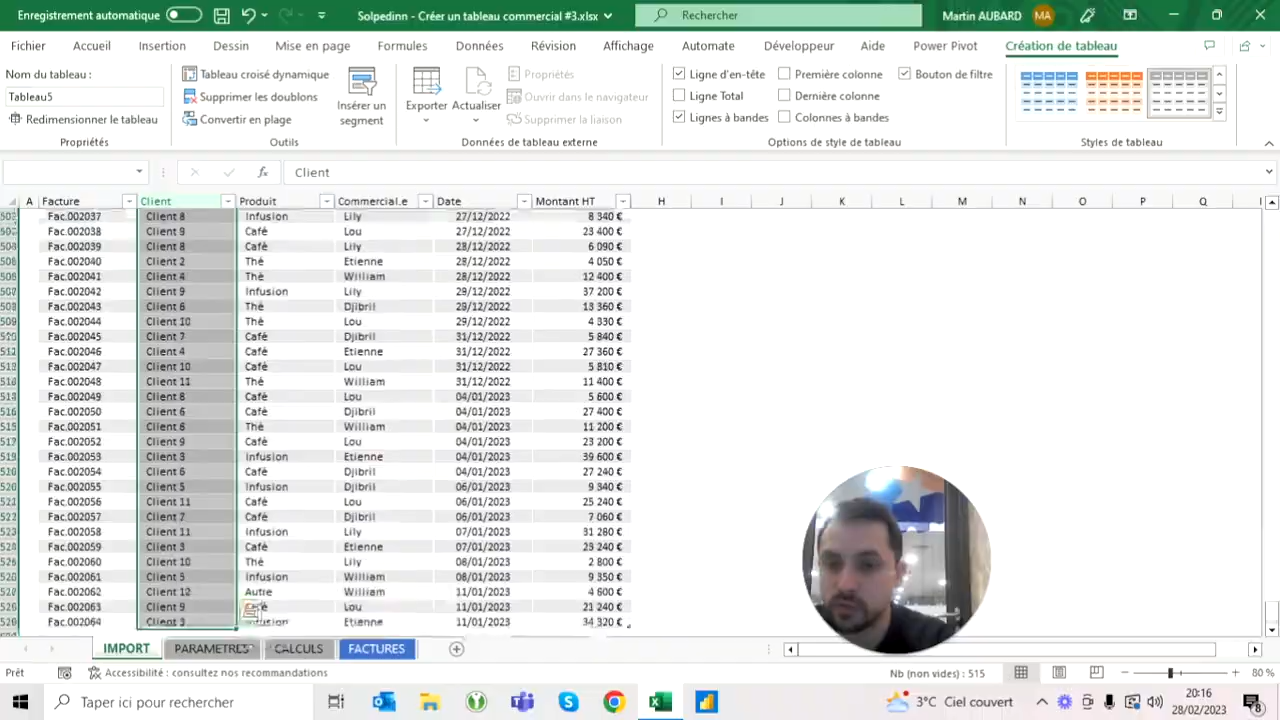 Enregistrement automatique Solpedinn - Créer un tableau commercial #3.xlsx Rechercher Martin AUBARD MA
Fichier Accueil Insertion Dessin Mise en page Formules Données Révision Affichage Automate Développeur Aide Power Pivot Création de tableau
Nom du tableau :
Tableau5
Redimensionner le tableau
Propriétés
Tableau croisé dynamique
Supprimer les doublons
Convertir en plage
Insérer un segment
Outils
Exporter Actualiser
Propriétés
Ouvrir dans le navigateur
Supprimer la liaison
Données de tableau externe
Ligne d'en-tête Première colonne Bouton de filtre
Ligne Total Dernière colonne
Lignes à bandes Colonnes à bandes
Options de style de tableau
Styles de tableau
fx Client
A Facture Client Produit Commercial.e Date Montant HT H I J K L M N O P Q
Fac.002037 Client 8 Infusion Lily 27/12/2022 8 340 €
Fac.002038 Client 9 Café Lou 27/12/2022 23 400 €
Fac.002039 Client 8 Café Lily 28/12/2022 6 090 €
Fac.002040 Client 2 Thé Etienne 28/12/2022 4 050 €
Fac.002041 Client 4 Thé William 28/12/2022 12 400 €
Fac.002042 Client 9 Infusion Lily 29/12/2022 37 200 €
Fac.002043 Client 6 Thé Djibril 29/12/2022 13 360 €
Fac.002044 Client 10 Thé Lou 29/12/2022 4 330 €
Fac.002045 Client 7 Café Djibril 31/12/2022 5 840 €
Fac.002046 Client 4 Café Etienne 31/12/2022 27 360 €
Fac.002047 Client 10 Café Lou 31/12/2022 5 810 €
Fac.002048 Client 11 Thé William 31/12/2022 11 400 €
Fac.002049 Client 8 Café Lou 04/01/2023 5 600 €
Fac.002050 Client 6 Café Djibril 04/01/2023 27 400 €
Fac.002051 Client 8 Thé William 04/01/2023 11 200 €
Fac.002052 Client 9 Café Lou 04/01/2023 23 200 €
Fac.002053 Client 3 Infusion Etienne 04/01/2023 39 600 €
Fac.002054 Client 6 Café Djibril 04/01/2023 27 240 €
Fac.002055 Client 5 Infusion Djibril 06/01/2023 9 340 €
Fac.002056 Client 11 Café Lou 06/01/2023 25 240 €
Fac.002057 Client 7 Café Djibril 06/01/2023 7 060 €
Fac.002058 Client 11 Infusion Lily 07/01/2023 31 280 €
Fac.002059 Client 3 Café Etienne 07/01/2023 23 240 €
Fac.002060 Client 10 Thé Lily 08/01/2023 2 800 €
Fac.002061 Client 3 Infusion William 08/01/2023 9 350 €
Fac.002062 Client 12 Autre William 11/01/2023 4 600 €
Fac.002063 Client 9 Lou 11/01/2023 21 240 €
Fac.002064 Client 3 Infusion Etienne 11/01/2023 34 320 €
IMPORT PARAMETRES CALCULS FACTURES
Prêt Accessibilité : consultez nos recommandations Nb (non vides) : 515 80 %
Taper ici pour rechercher 3°C Ciel couvert 20:16
28/02/2023 8